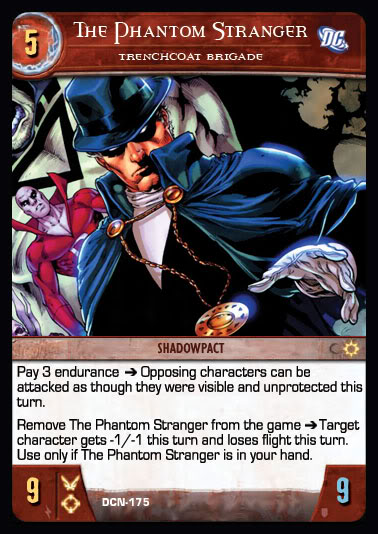 5
The Phantom Stranger
DC
TRENCHCOAT BRIGADE
SHADOWPACT
C
Pay 3 endurance ➔ Opposing characters can be
attacked as though they were visible and unprotected this
turn.
Remove The Phantom Stranger from the game ➔ Target
character gets -1/-1 this turn and loses flight this turn.
Use only if The Phantom Stranger is in your hand.
9
DCN-175
9